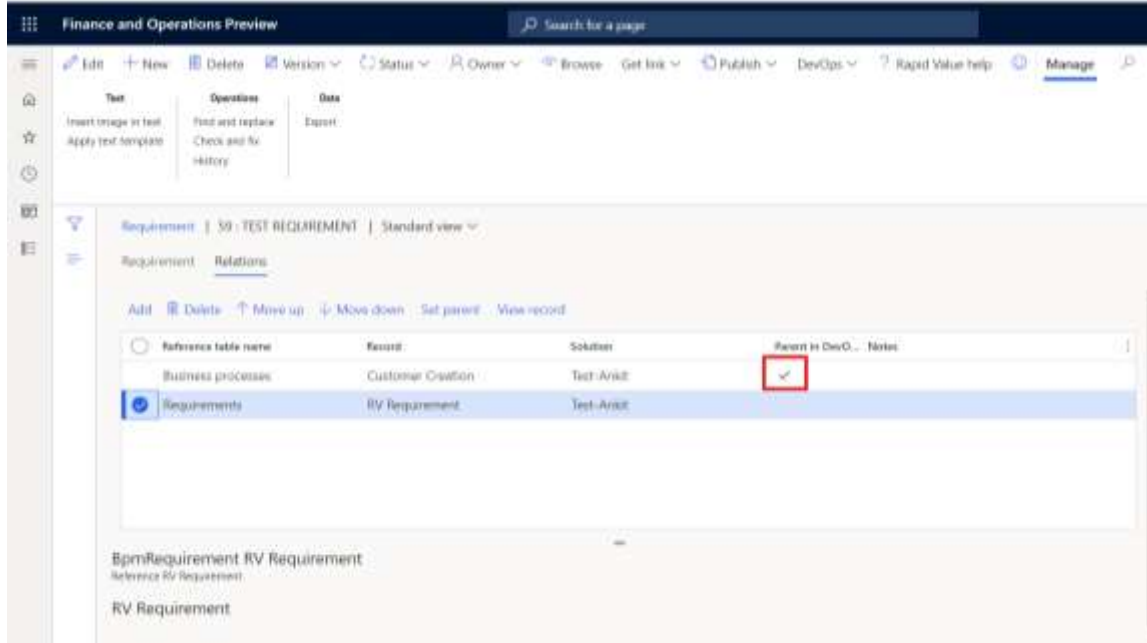 Finance and Operations Preview
Search for a page
Edit New Delete Version Status Owner Browse Get link Publish DevOps Rapid Value help Manage
Text Operations Data
Insert image in text Find and replace Export
Apply text template Check and fix
History
Requirement | 59 : TEST REQUIREMENT | Standard view
Requirement Relations
Add Delete Move up Move down Set parent View record
Reference table name Record Solution Parent in DevO... Notes
Business processes Customer Creation Test-Ankit
Requirements RV Requirement Test-Ankit
BpmRequirement RV Requirement
Reference RV Requirement
RV Requirement